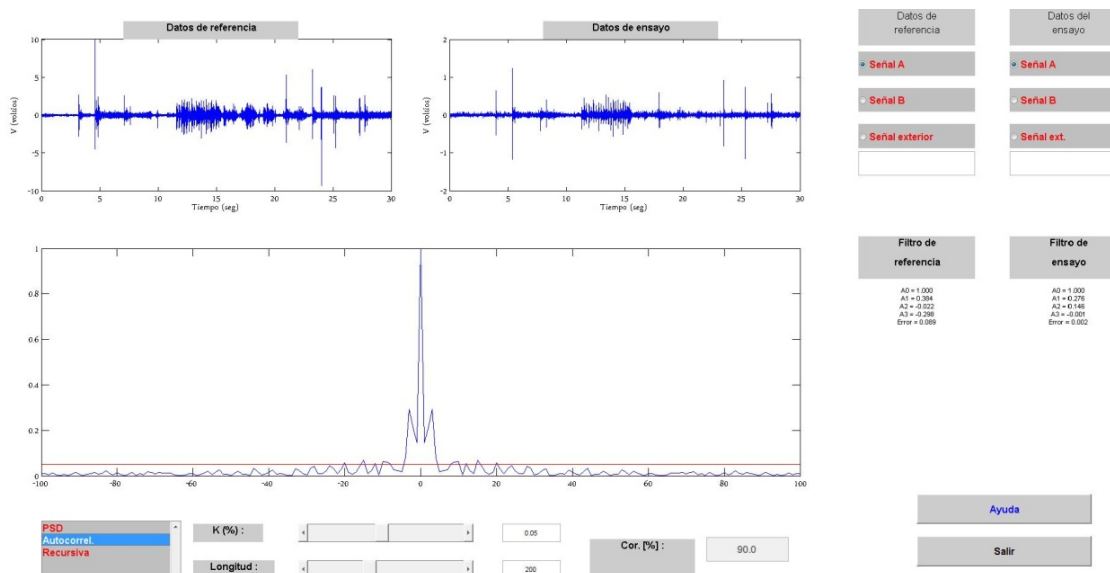 Datos de referencia
10
5
0
-5
-10
V (voltios)
0 5 10 15 20 25 30
Tiempo (seg)
Datos de ensayo
2
1
0
-1
-2
V (voltios)
0 5 10 15 20 25 30
Tiempo (seg)
Datos de
referencia
Señal A
Señal B
Señal exterior
Datos del
ensayo
Señal A
Señal B
Señal ext.
1
0.8
0.6
0.4
0.2
0
-100 -80 -60 -40 -20 0 20 40 60 80 100
Filtro de
referencia
A0 = 1.000
A1 = 0.384
A2 = -0.022
A3 = -0.298
Error = 0.089
Filtro de
ensayo
A0 = 1.000
A1 = 0.276
A2 = 0.146
A3 = -0.001
Error = 0.002
PSD
Autocorrel.
Recursiva
K (%) :
0.05
Longitud :
200
Cor. [%] :
90.0
Ayuda
Salir